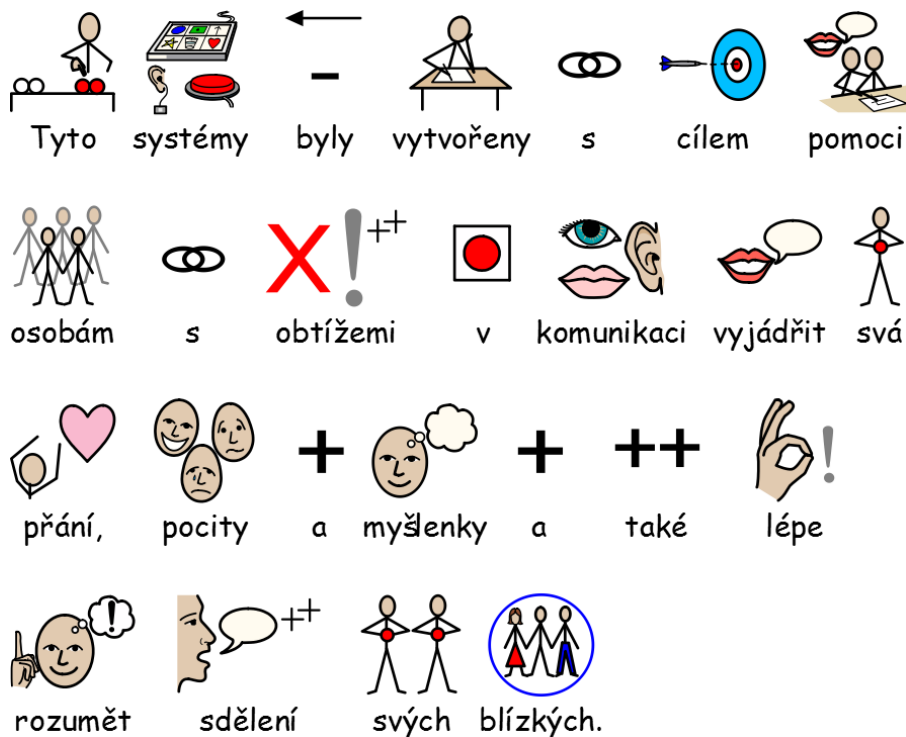 Tyto systémy byly vytvořeny s cílem pomoci
osobám s obtížemi v komunikaci vyjádřit svá
přání, pocity a myšlenky a také lépe
rozumět sdělení svých blízkých.